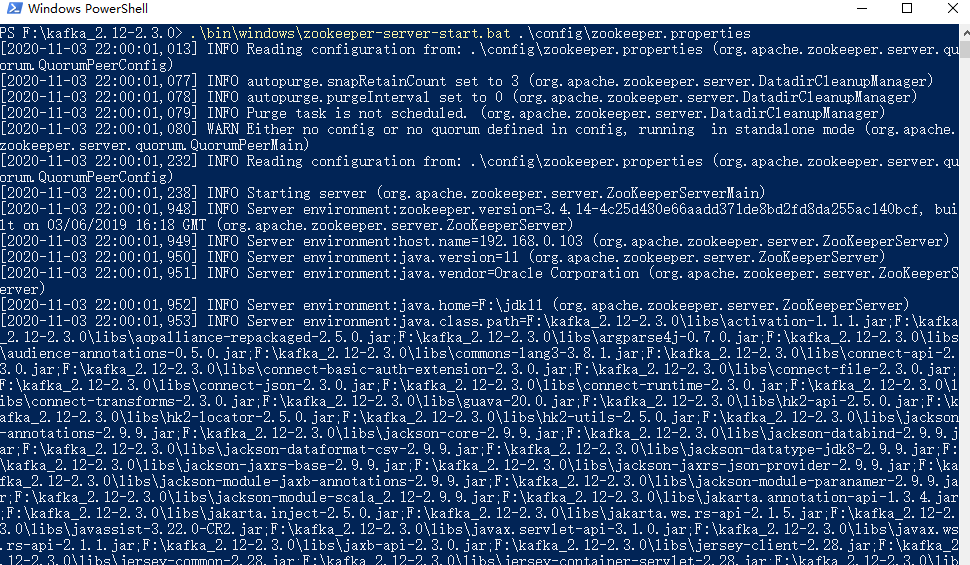 Windows PowerShell
PS F:\kafka_2.12-2.3.0> .\bin\windows\zookeeper-server-start.bat .\config\zookeeper.properties
[2020-11-03 22:00:01,013] INFO Reading configuration from: .\config\zookeeper.properties (org.apache.zookeeper.server.qu
orum.QuorumPeerConfig)
[2020-11-03 22:00:01,077] INFO autopurge.snapRetainCount set to 3 (org.apache.zookeeper.server.DatadirCleanupManager)
[2020-11-03 22:00:01,078] INFO autopurge.purgeInterval set to 0 (org.apache.zookeeper.server.DatadirCleanupManager)
[2020-11-03 22:00:01,079] INFO Purge task is not scheduled. (org.apache.zookeeper.server.DatadirCleanupManager)
[2020-11-03 22:00:01,080] WARN Either no config or no quorum defined in config, running  in standalone mode (org.apache.
zookeeper.server.quorum.QuorumPeerMain)
[2020-11-03 22:00:01,232] INFO Reading configuration from: .\config\zookeeper.properties (org.apache.zookeeper.server.qu
orum.QuorumPeerConfig)
[2020-11-03 22:00:01,238] INFO Starting server (org.apache.zookeeper.server.ZooKeeperServerMain)
[2020-11-03 22:00:01,948] INFO Server environment:zookeeper.version=3.4.14-4c25d480e66aadd371de8bd2fd8da255ac140bcf, bui
lt on 03/06/2019 16:18 GMT (org.apache.zookeeper.server.ZooKeeperServer)
[2020-11-03 22:00:01,949] INFO Server environment:host.name=192.168.0.103 (org.apache.zookeeper.server.ZooKeeperServer)
[2020-11-03 22:00:01,950] INFO Server environment:java.version=11 (org.apache.zookeeper.server.ZooKeeperServer)
[2020-11-03 22:00:01,951] INFO Server environment:java.vendor=Oracle Corporation (org.apache.zookeeper.server.ZooKeeperS
erver)
[2020-11-03 22:00:01,952] INFO Server environment:java.home=F:\jdk11 (org.apache.zookeeper.server.ZooKeeperServer)
[2020-11-03 22:00:01,953] INFO Server environment:java.class.path=F:\kafka_2.12-2.3.0\libs\activation-1.1.1.jar;F:\kafka
_2.12-2.3.0\libs\aopalliance-repackaged-2.5.0.jar;F:\kafka_2.12-2.3.0\libs\argparse4j-0.7.0.jar;F:\kafka_2.12-2.3.0\libs
\audience-annotations-0.5.0.jar;F:\kafka_2.12-2.3.0\libs\commons-lang3-3.8.1.jar;F:\kafka_2.12-2.3.0\libs\connect-api-2.
3.0.jar;F:\kafka_2.12-2.3.0\libs\connect-basic-auth-extension-2.3.0.jar;F:\kafka_2.12-2.3.0\libs\connect-file-2.3.0.jar;
F:\kafka_2.12-2.3.0\libs\connect-json-2.3.0.jar;F:\kafka_2.12-2.3.0\libs\connect-runtime-2.3.0.jar;F:\kafka_2.12-2.3.0\l
ibs\connect-transforms-2.3.0.jar;F:\kafka_2.12-2.3.0\libs\guava-20.0.jar;F:\kafka_2.12-2.3.0\libs\hk2-api-2.5.0.jar;F:\k
afka_2.12-2.3.0\libs\hk2-locator-2.5.0.jar;F:\kafka_2.12-2.3.0\libs\hk2-utils-2.5.0.jar;F:\kafka_2.12-2.3.0\libs\jackson
-annotations-2.9.9.jar;F:\kafka_2.12-2.3.0\libs\jackson-core-2.9.9.jar;F:\kafka_2.12-2.3.0\libs\jackson-databind-2.9.9.j
ar;F:\kafka_2.12-2.3.0\libs\jackson-dataformat-csv-2.9.9.jar;F:\kafka_2.12-2.3.0\libs\jackson-datatype-jdk8-2.9.9.jar;F:
\kafka_2.12-2.3.0\libs\jackson-jaxrs-base-2.9.9.jar;F:\kafka_2.12-2.3.0\libs\jackson-jaxrs-json-provider-2.9.9.jar;F:\ka
fka_2.12-2.3.0\libs\jackson-module-jaxb-annotations-2.9.9.jar;F:\kafka_2.12-2.3.0\libs\jackson-module-paranamer-2.9.9.ja
r;F:\kafka_2.12-2.3.0\libs\jackson-module-scala_2.12-2.9.9.jar;F:\kafka_2.12-2.3.0\libs\jakarta.annotation-api-1.3.4.jar
;F:\kafka_2.12-2.3.0\libs\jakarta.inject-2.5.0.jar;F:\kafka_2.12-2.3.0\libs\jakarta.ws.rs-api-2.1.5.jar;F:\kafka_2.12-2.
3.0\libs\javassist-3.22.0-CR2.jar;F:\kafka_2.12-2.3.0\libs\javax.servlet-api-3.1.0.jar;F:\kafka_2.12-2.3.0\libs\javax.ws
.rs-api-2.1.1.jar;F:\kafka_2.12-2.3.0\libs\jaxb-api-2.3.0.jar;F:\kafka_2.12-2.3.0\libs\jersey-client-2.28.jar;F:\kafka_2
.12-2.3.0\libs\jersey-common-2.28.jar;F:\kafka_2.12-2.3.0\libs\jersey-container-servlet-2.28.jar;F:\kafka_2.12-2.3.0\lib